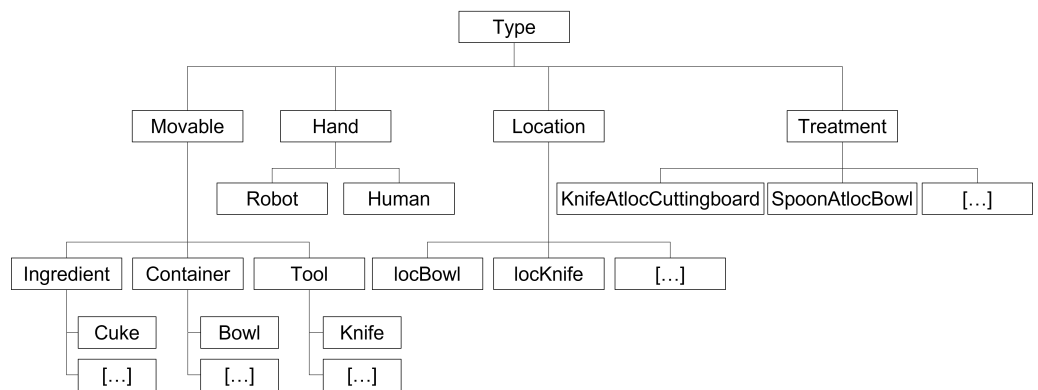 Type
Movable
Hand
Location
Treatment
Robot
Human
KnifeAtlocCuttingboard
SpoonAtlocBowl
[…]
Ingredient
Container
Tool
locBowl
locKnife
[…]
Cuke
Bowl
Knife
[…]
[…]
[…]